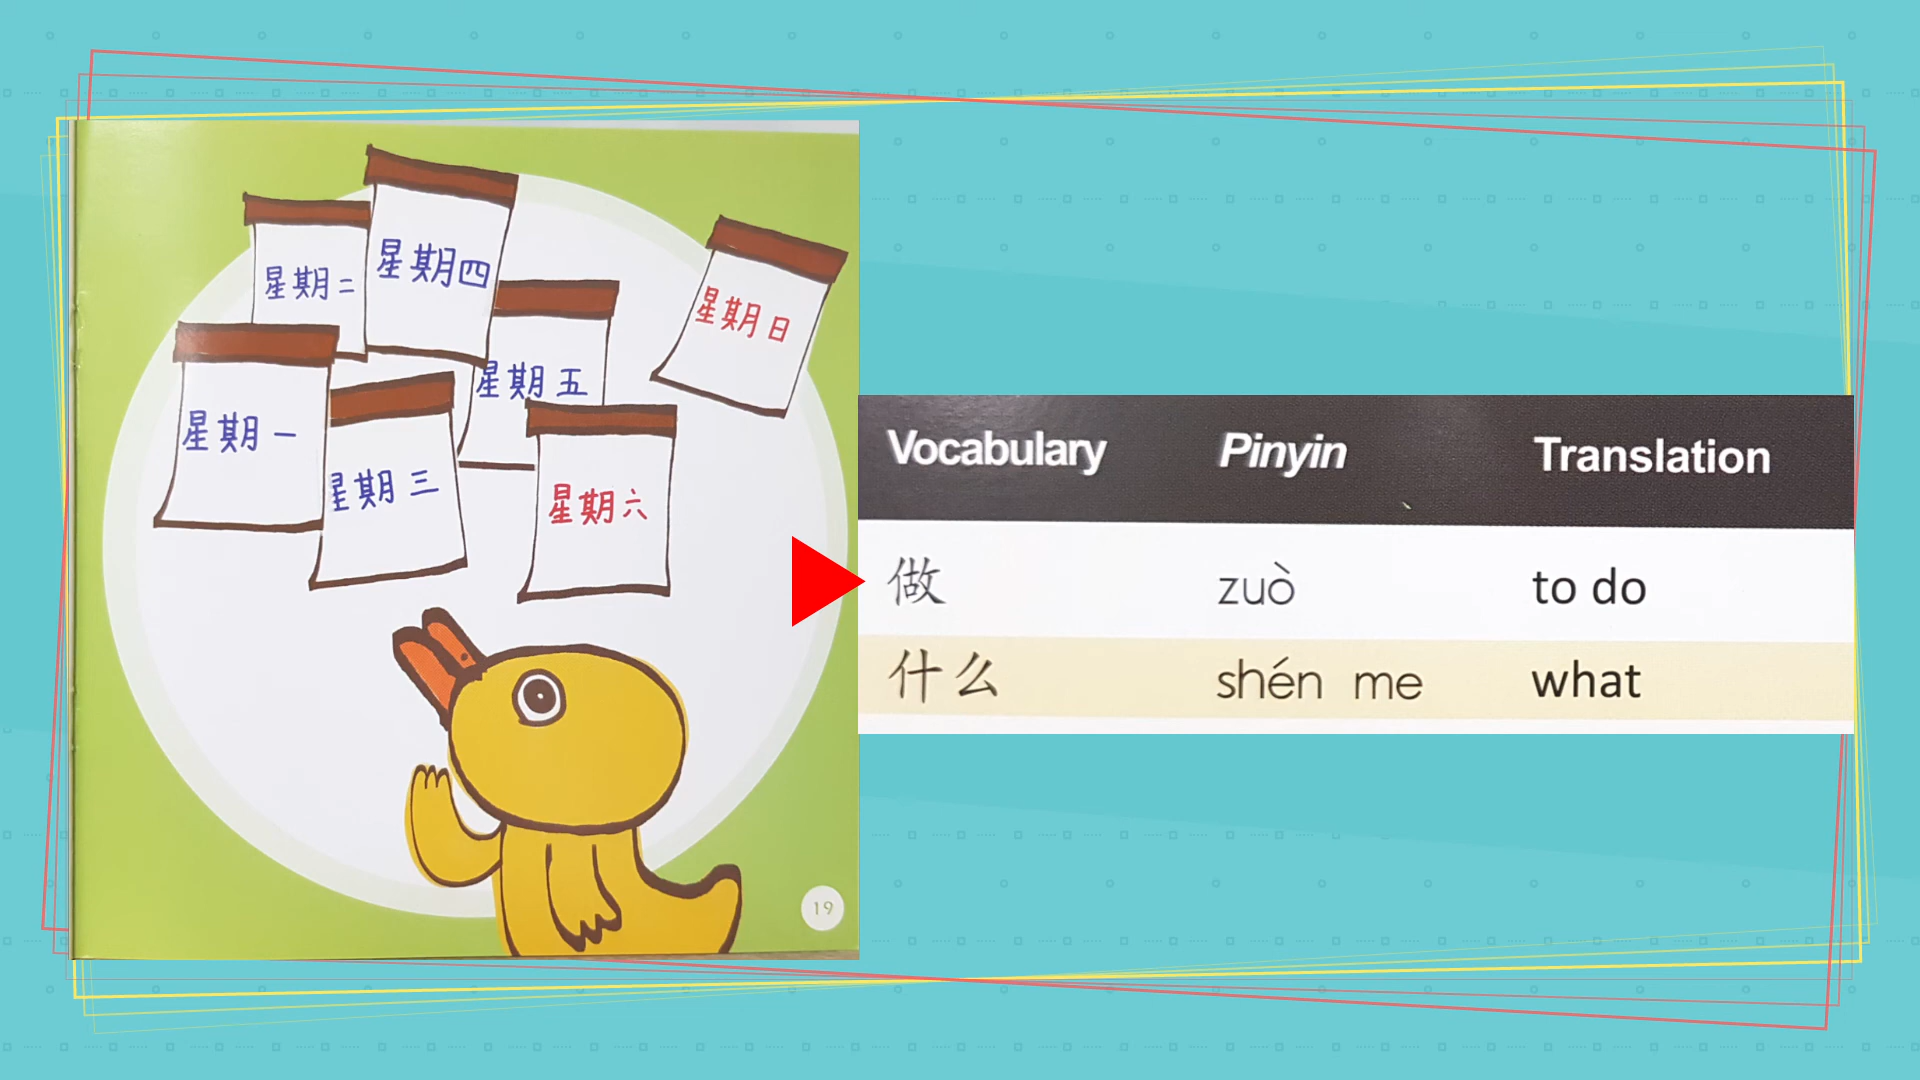 星期二
星期四
星期日
星期五
星期一
星期三
星期六
19
Vocabulary Pinyin Translation
做 zuò to do
什么 shén me what